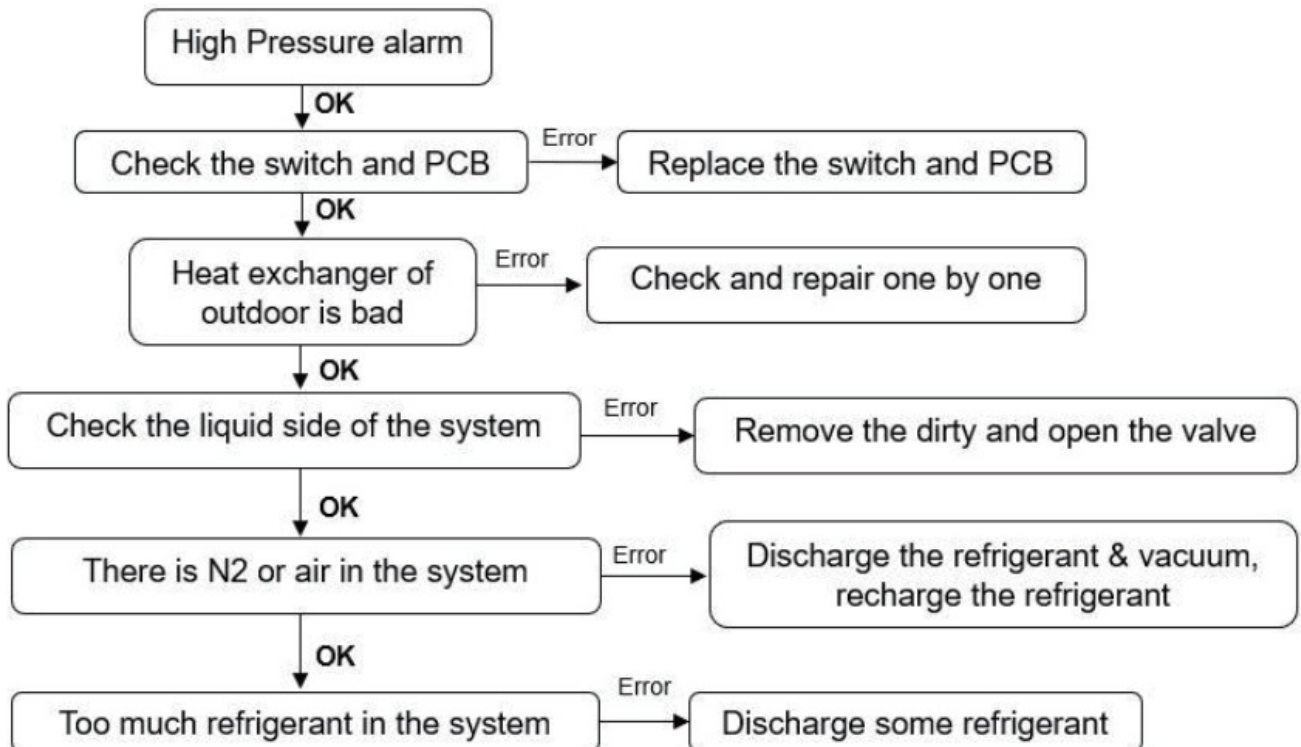 High Pressure alarm
OK
Check the switch and PCB
Error
Replace the switch and PCB
OK
Heat exchanger of
outdoor is bad
Error
Check and repair one by one
OK
Check the liquid side of the system
Error
Remove the dirty and open the valve
OK
There is N2 or air in the system
Error
Discharge the refrigerant & vacuum,
recharge the refrigerant
OK
Too much refrigerant in the system
Error
Discharge some refrigerant